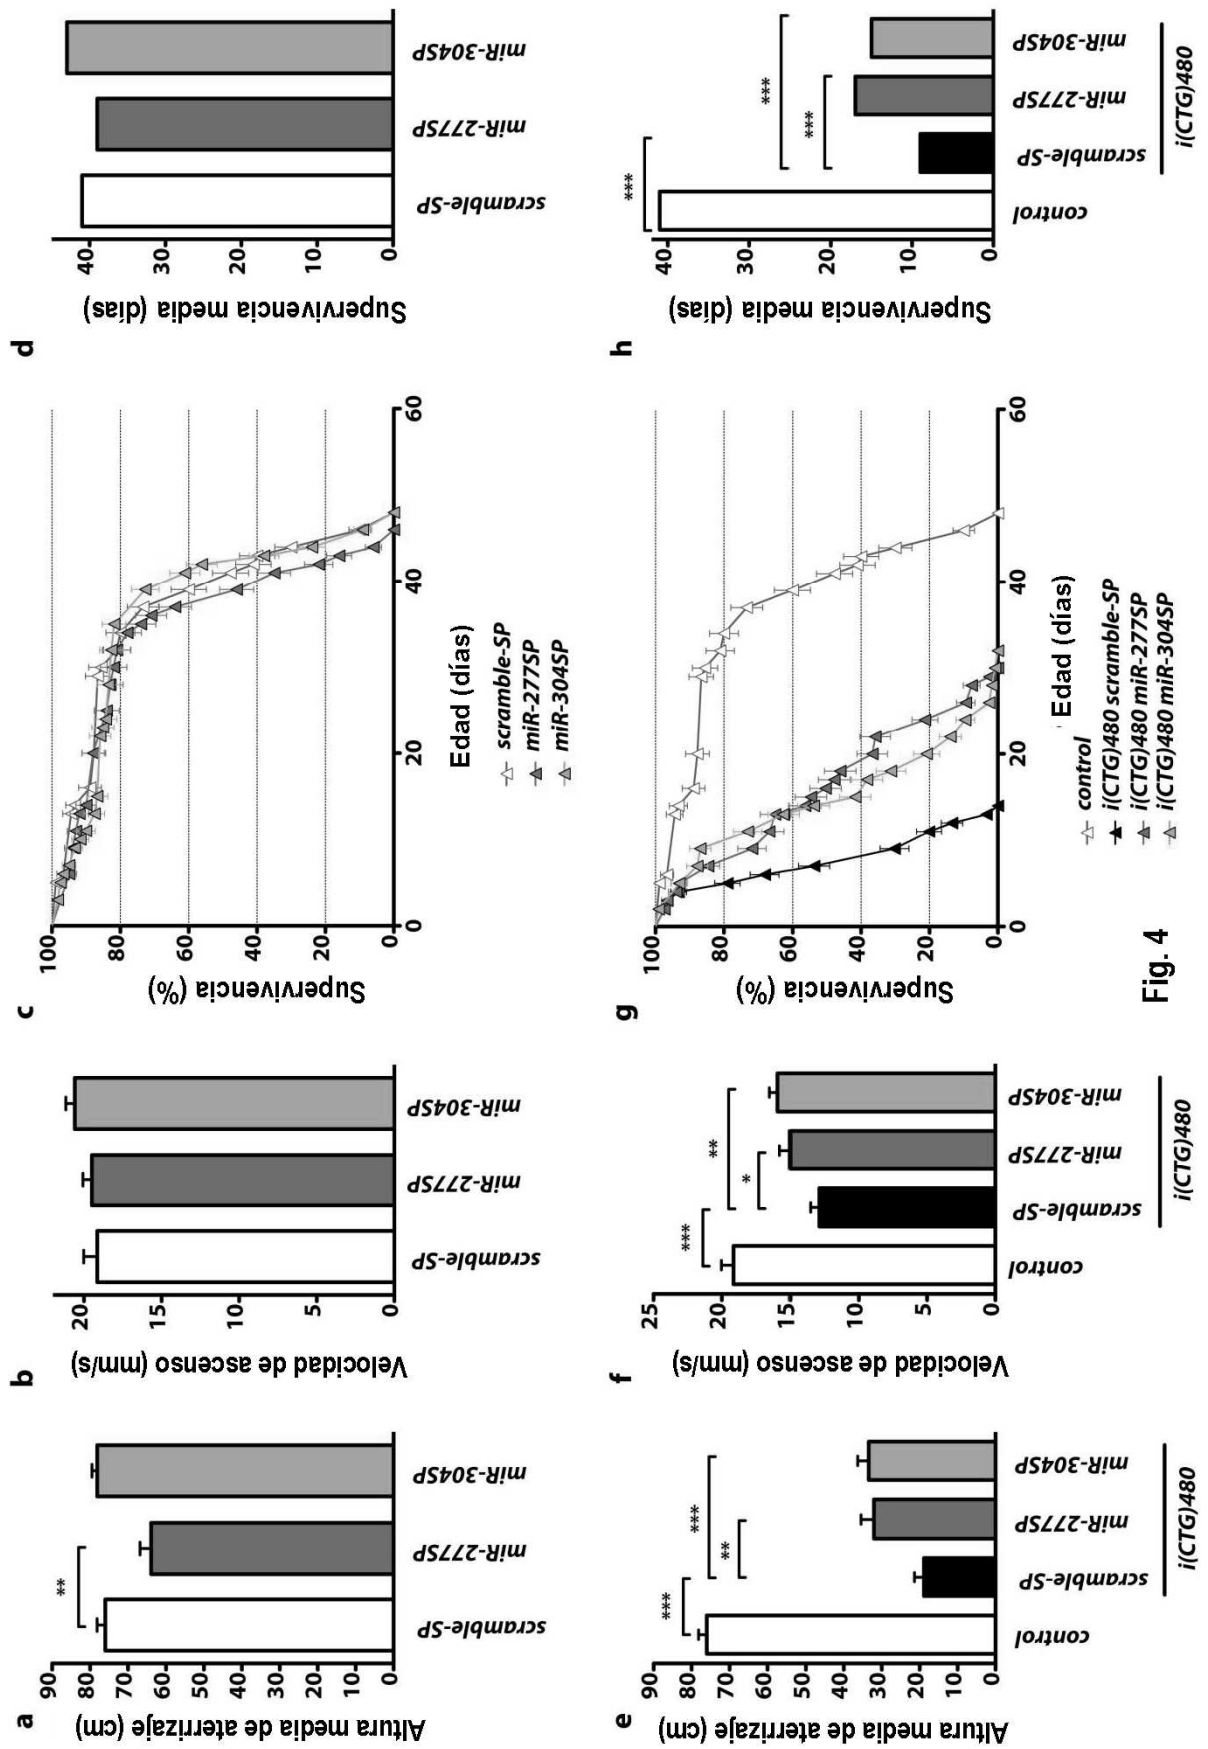 a
Altura media de aterrizaje (cm)
90
80
70
60
50
40
30
20
10
0
**
scramble-SP
miR-277SP
miR-304SP
b
Velocidad de ascenso (mm/s)
20
15
10
5
0
scramble-SP
miR-277SP
miR-304SP
c
Supervivencia (%)
100
80
60
40
20
0
0
20
40
60
Edad (días)
scramble-SP
miR-277SP
miR-304SP
d
Supervivencia media (días)
40
30
20
10
0
scramble-SP
miR-277SP
miR-304SP
e
Altura media de aterrizaje (cm)
90
80
70
60
50
40
30
20
10
0
***
***
**
control
scramble-SP
miR-277SP
miR-304SP
i(CTG)480
f
Velocidad de ascenso (mm/s)
25
20
15
10
5
0
***
**
*
control
scramble-SP
miR-277SP
miR-304SP
i(CTG)480
g
Supervivencia (%)
100
80
60
40
20
0
0
20
40
60
Edad (días)
control
i(CTG)480 scramble-SP
i(CTG)480 miR-277SP
i(CTG)480 miR-304SP
h
Supervivencia media (días)
40
30
20
10
0
***
***
***
control
scramble-SP
miR-277SP
miR-304SP
i(CTG)480
Fig. 4